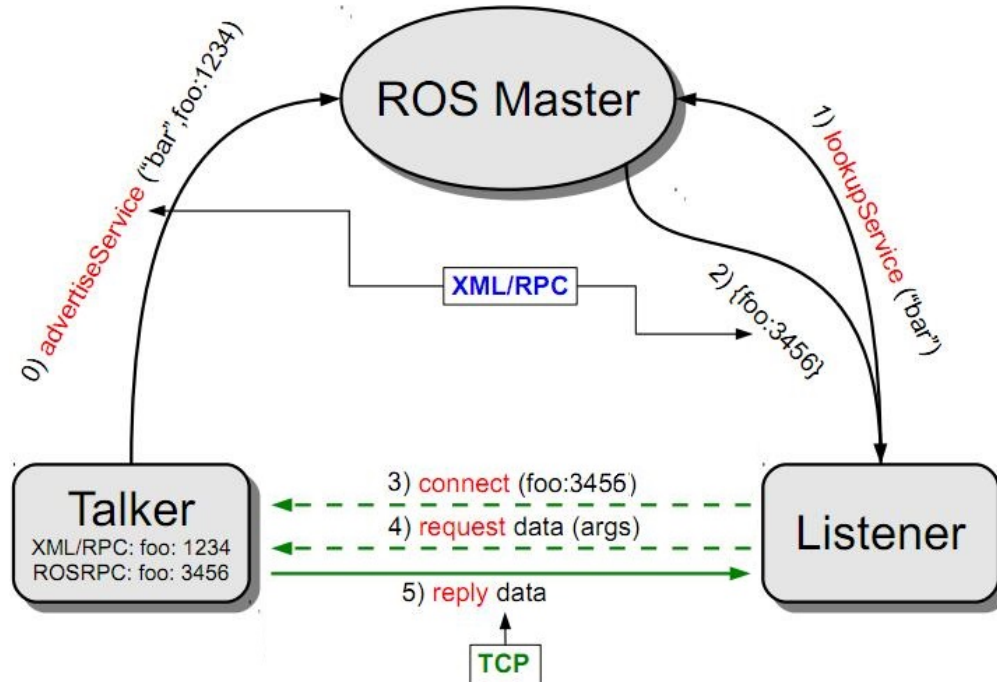 ROS Master
0) advertiseService ("bar",foo:1234)
1) lookupService ("bar")
XML/RPC
2) {foo:3456}
Talker
XML/RPC: foo: 1234
ROSRPC: foo: 3456
3) connect (foo:3456)
4) request data (args)
5) reply data
Listener
TCP